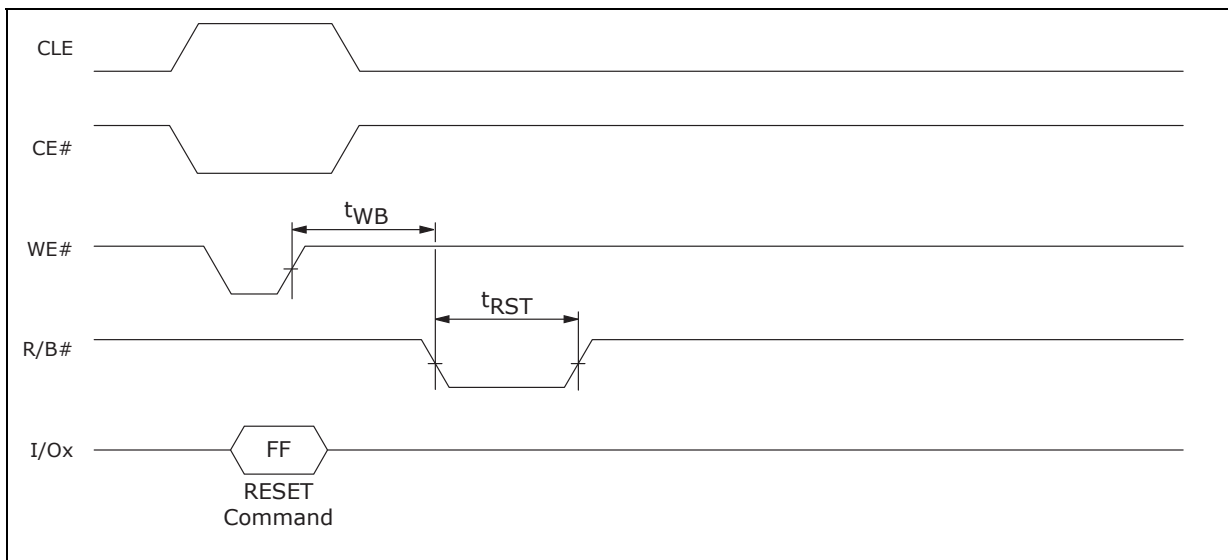 CLE
CE#
tWB
WE#
tRST
R/B#
I/Ox
FF
RESET
Command